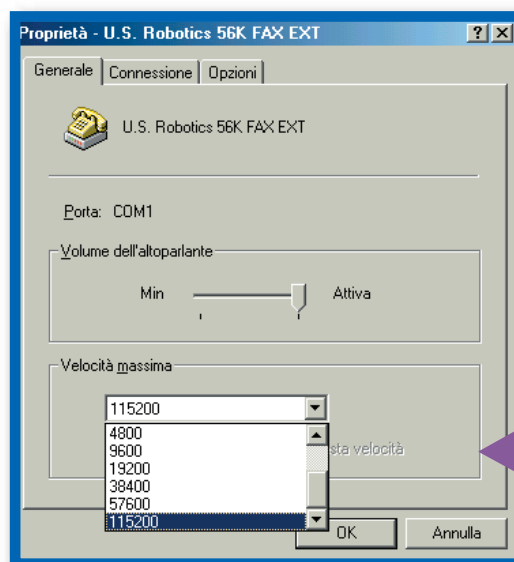 Proprietà - U.S. Robotics 56K FAX EXT
Generale Connessione Opzioni
U.S. Robotics 56K FAX EXT
Porta: COM1
Volume dell'altoparlante
Min Attiva
Velocità massima
115200
4800
9600 sta velocità
19200
38400
57600
115200
OK Annulla